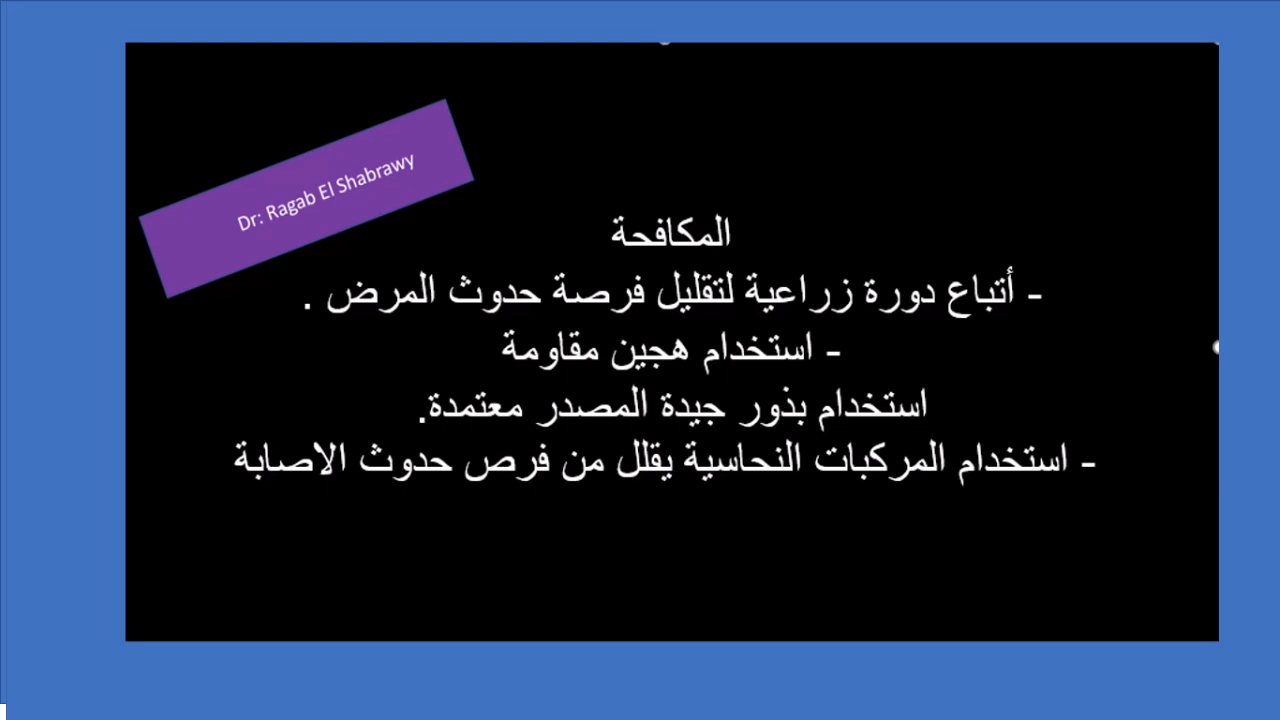 Dr: Ragab El Shabrawy
المكافحة
- أتباع دورة زراعية لتقليل فرصة حدوث المرض .
- استخدام هجين مقاومة
استخدام بذور جيدة المصدر معتمدة.
- استخدام المركبات النحاسية يقلل من فرص حدوث الاصابة